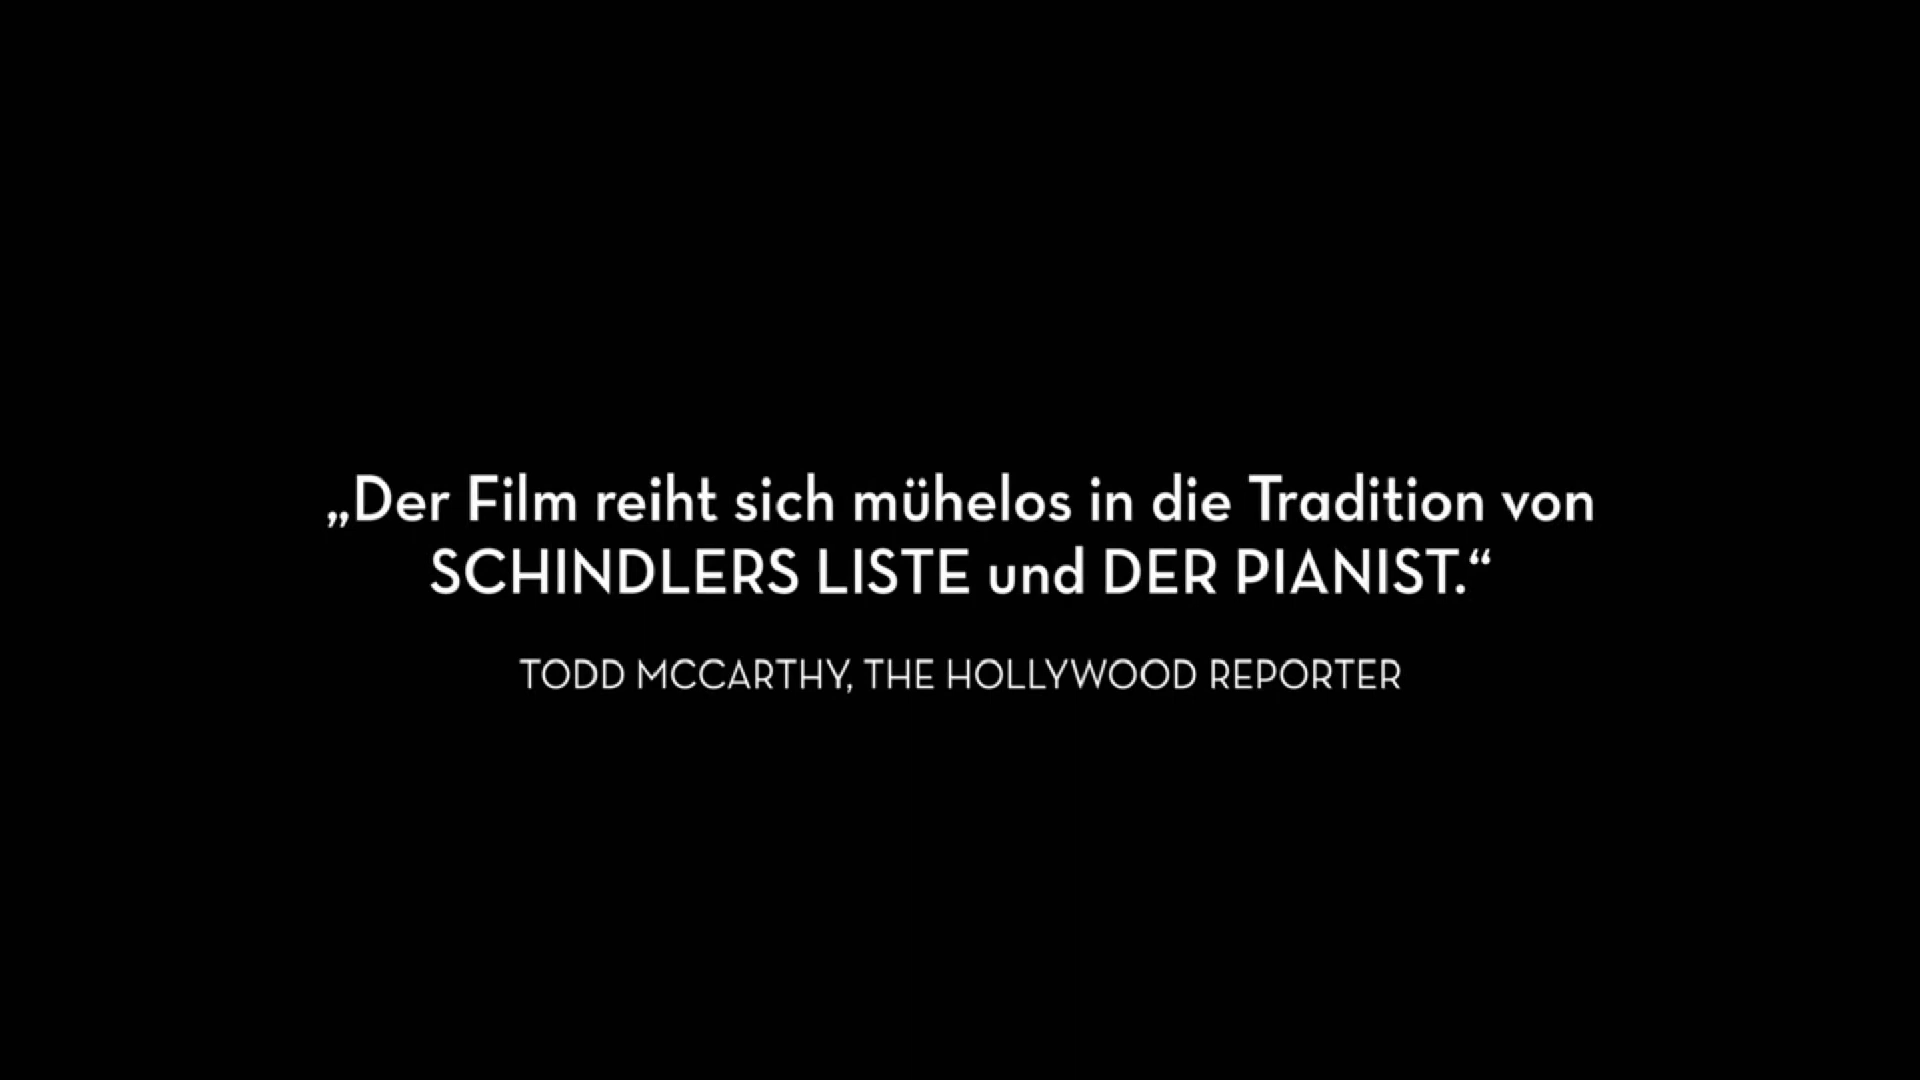 „Der Film reiht sich mühelos in die Tradition von
SCHINDLERS LISTE und DER PIANIST.“
TODD MCCARTHY, THE HOLLYWOOD REPORTER